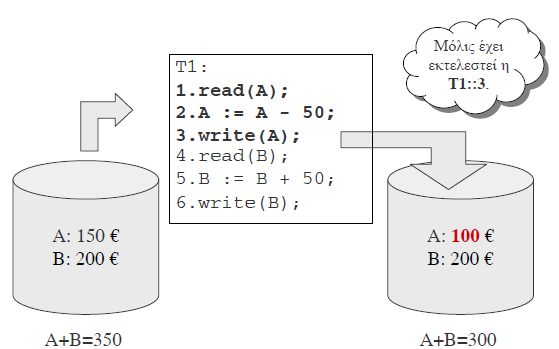 Μόλις έχει
εκτελεστεί η
T1::3.
T1:
1.read(A);
2.A := A - 50;
3.write(A);
4.read(B);
5.B := B + 50;
6.write(B);
A: 150 €
B: 200 €
A: 100 €
B: 200 €
A+B=350
A+B=300